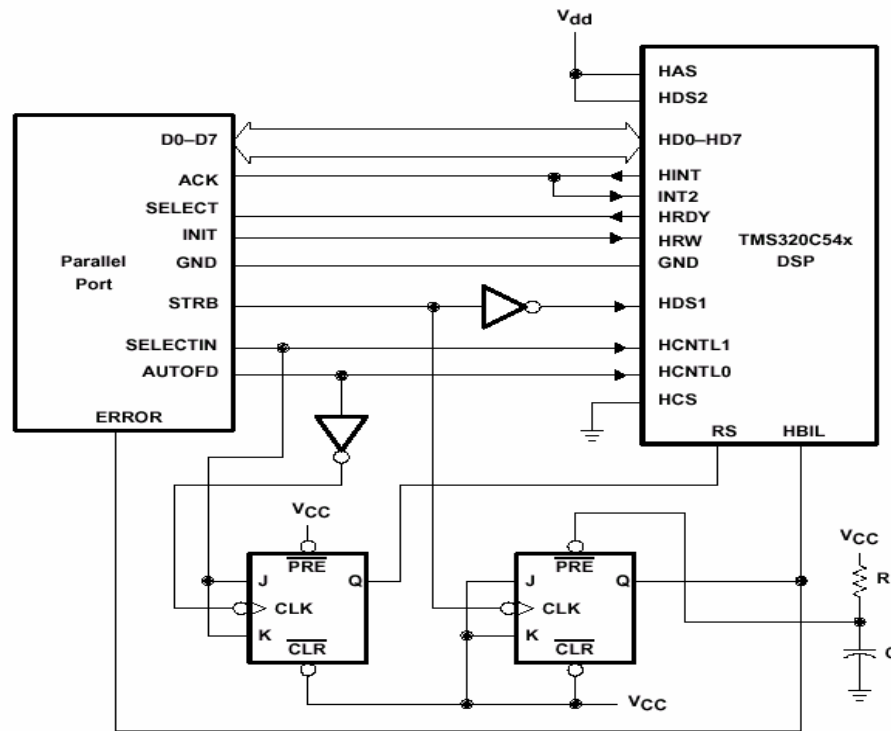 Vdd
HAS
HDS2
D0–D7
HD0–HD7
ACK
HINT
INT2
SELECT
HRDY
INIT
HRW
TMS320C54x
DSP
Parallel
Port
GND
GND
STRB
HDS1
SELECTIN
HCNTL1
AUTOFD
HCNTL0
HCS
ERROR
RS
HBIL
VCC
VCC
PRE
PRE
R
J
Q
J
Q
CLK
CLK
K
K
C
CLR
CLR
VCC